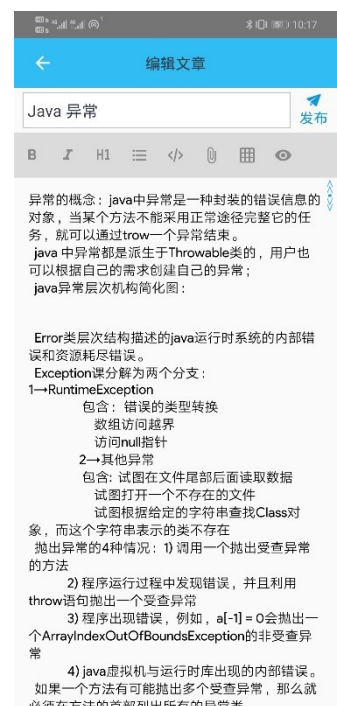 10:17
编辑文章
Java 异常
发布
B I H1 </>
异常的概念：java中异常是一种封装的错误信息的
对象，当某个方法不能采用正常途径完整它的任
务，就可以通过trow一个异常结束。
java 中异常都是派生于Throwable类的，用户也
可以根据自己的需求创建自己的异常；
java异常层次机构简化图：
Error类层次结构描述的java运行时系统的内部错
误和资源耗尽错误。
Exception课分解为两个分支：
1→RuntimeException
包含：错误的类型转换
数组访问越界
访问null指针
2→其他异常
包含: 试图在文件尾部后面读取数据
试图打开一个不存在的文件
试图根据给定的字符串查找Class对
象，而这个字符串表示的类不存在
抛出异常的4种情况：1) 调用一个抛出受查异常
的方法
2) 程序运行过程中发现错误，并且利用
throw语句抛出一个受查异常
3) 程序出现错误，例如，a[-1] = 0会抛出一
个ArrayIndexOutOfBoundsException的非受查异
常
4) java虚拟机与运行时库出现的内部错误。
如果一个方法有可能抛出多个受查异常，那么就
必须在方法的首部列出所有的异常类